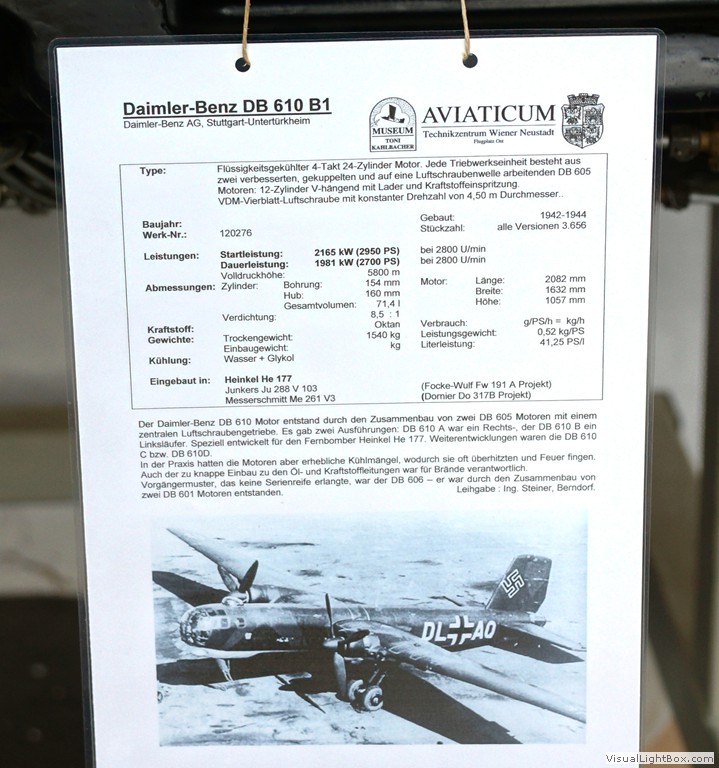 Daimler-Benz DB 610 B1
Daimler-Benz AG, Stuttgart-Untertürkheim
MUSEUM
TONI
KAHLBACHER
AVIATICUM
Technikzentrum Wiener Neustadt
Flugplatz Ost
Type: Flüssigkeitsgekühlter 4-Takt 24-Zylinder Motor. Jede Triebwerkseinheit besteht aus
zwei verbesserten, gekuppelten und auf eine Luftschraubenwelle arbeitenden DB 605
Motoren: 12-Zylinder V-hängend mit Lader und Kraftstoffeinspritzung.
VDM-Vierblatt-Luftschraube mit konstanter Drehzahl von 4,50 m Durchmesser..
Baujahr: Gebaut: 1942-1944
Werk-Nr.: 120276 Stückzahl: alle Versionen 3.656
Leistungen: Startleistung: 2165 kW (2950 PS) bei 2800 U/min
Dauerleistung: 1981 kW (2700 PS) bei 2800 U/min
Volldruckhöhe: 5800 m
Abmessungen: Zylinder: Bohrung: 154 mm Motor: Länge: 2082 mm
Hub: 160 mm Breite: 1632 mm
Gesamtvolumen: 71,4 l Höhe: 1057 mm
Verdichtung: 8,5 : 1
Kraftstoff: Oktan Verbrauch: g/PS/h = kg/h
Gewichte: Trockengewicht: 1540 kg Leistungsgewicht: 0,52 kg/PS
Einbaugewicht: kg Literleistung: 41,25 PS/l
Kühlung: Wasser + Glykol
Eingebaut in: Heinkel He 177 (Focke-Wulf Fw 191 A Projekt)
Junkers Ju 288 V 103 (Dornier Do 317B Projekt)
Messerschmitt Me 261 V3
Der Daimler-Benz DB 610 Motor entstand durch den Zusammenbau von zwei DB 605 Motoren mit einem
zentralen Luftschraubengetriebe. Es gab zwei Ausführungen: DB 610 A war ein Rechts-, der DB 610 B ein
Linksläufer. Speziell entwickelt für den Fernbomber Heinkel He 177. Weiterentwicklungen waren die DB 610
C bzw. DB 610D.
In der Praxis hatten die Motoren aber erhebliche Kühlmängel, wodurch sie oft überhitzten und Feuer fingen.
Auch der zu knappe Einbau zu den Öl- und Kraftstoffleitungen war für Brände verantwortlich.
Vorgängermuster, das keine Serienreife erlangte, war der DB 606 – er war durch den Zusammenbau von
zwei DB 601 Motoren entstanden. Leihgabe : Ing. Steiner, Berndorf.
DL AQ
VisualLightBox.com